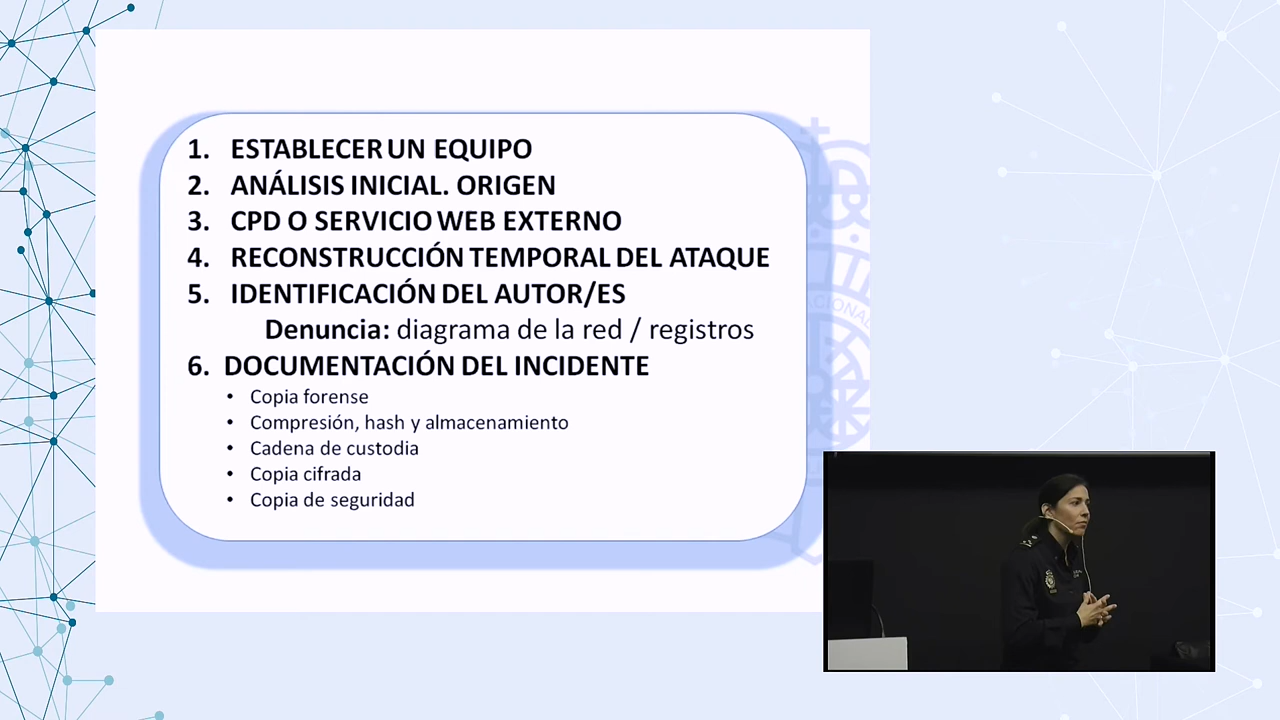 1. ESTABLECER UN EQUIPO
2. ANÁLISIS INICIAL. ORIGEN
3. CPD O SERVICIO WEB EXTERNO
4. RECONSTRUCCIÓN TEMPORAL DEL ATAQUE
5. IDENTIFICACIÓN DEL AUTOR/ES
Denuncia: diagrama de la red / registros
6. DOCUMENTACIÓN DEL INCIDENTE
• Copia forense
• Compresión, hash y almacenamiento
• Cadena de custodia
• Copia cifrada
• Copia de seguridad